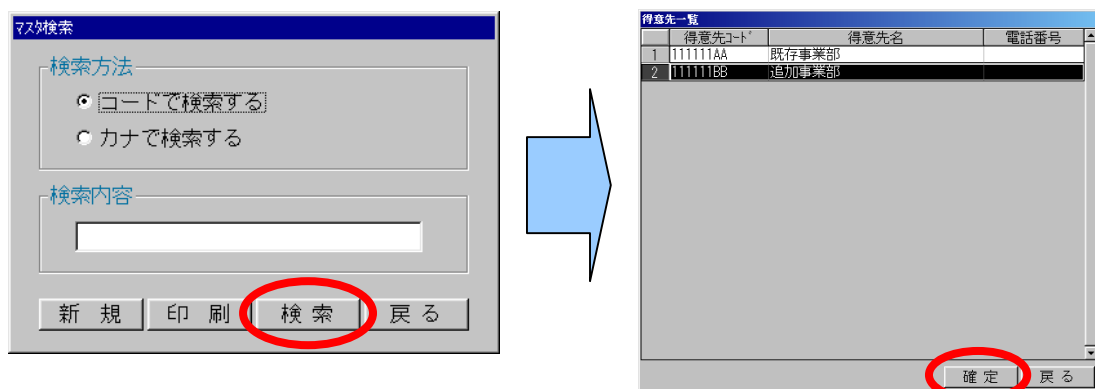 マスタ検索
検索方法
コードで検索する
カナで検索する
検索内容
新 規 印 刷 検 索 戻 る
得意先一覧
得意先コード 得意先名 電話番号
1 111111AA 既存事業部
2 111111BB 追加事業部
確 定 戻 る